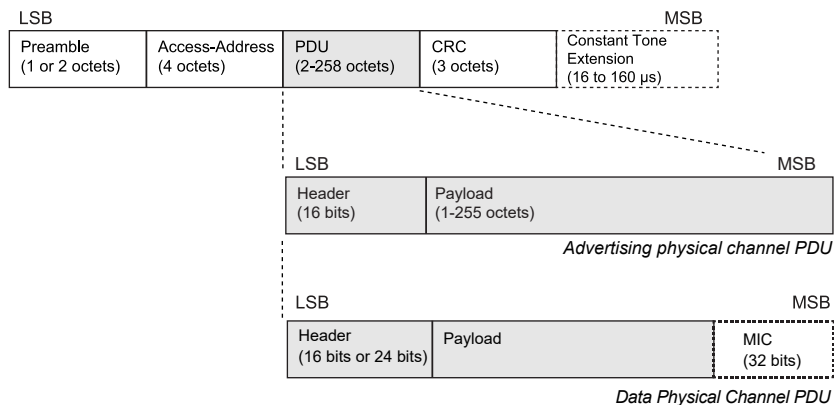 LSB MSB
Preamble Access-Address PDU CRC Constant Tone
(1 or 2 octets) (4 octets) (2-258 octets) (3 octets) Extension
(16 to 160 µs)
LSB MSB
Header Payload
(16 bits) (1-255 octets)
Advertising physical channel PDU
LSB MSB
Header Payload MIC
(16 bits or 24 bits) (32 bits)
Data Physical Channel PDU